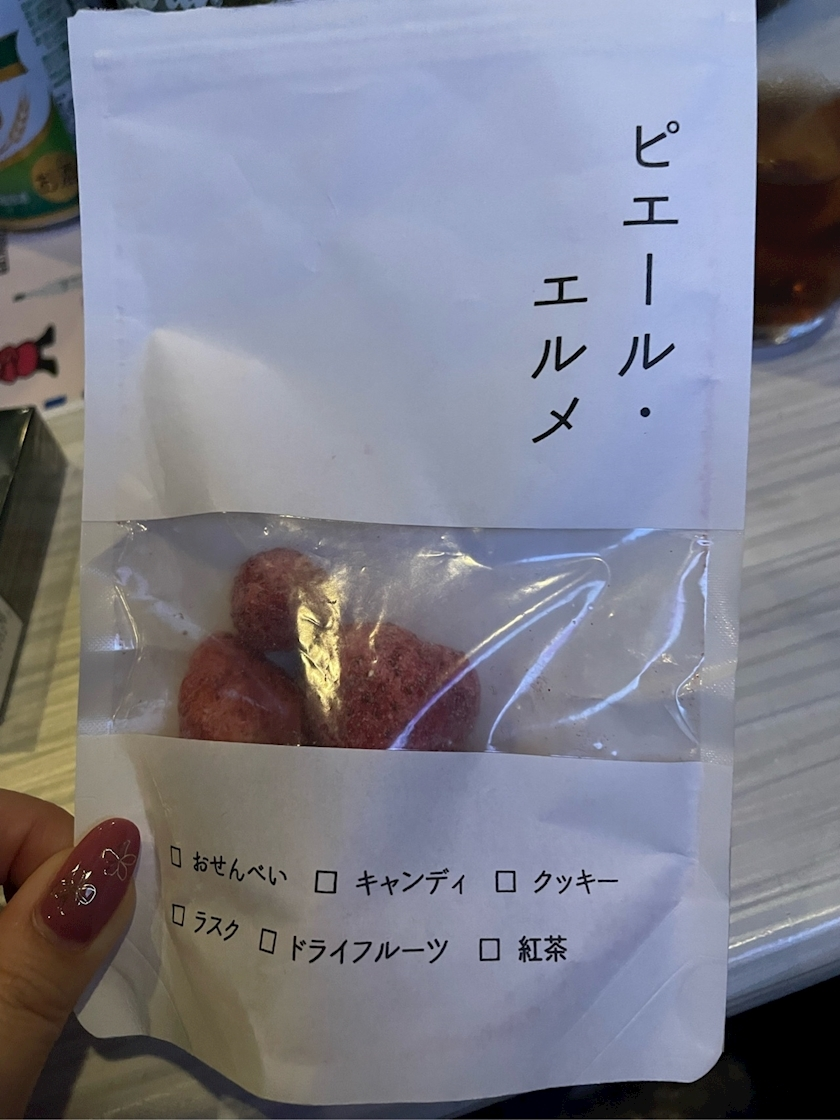 ピエール・
エルメ
□ おせんべい □ キャンディ □ クッキー
□ ラスク □ ドライフルーツ □ 紅茶